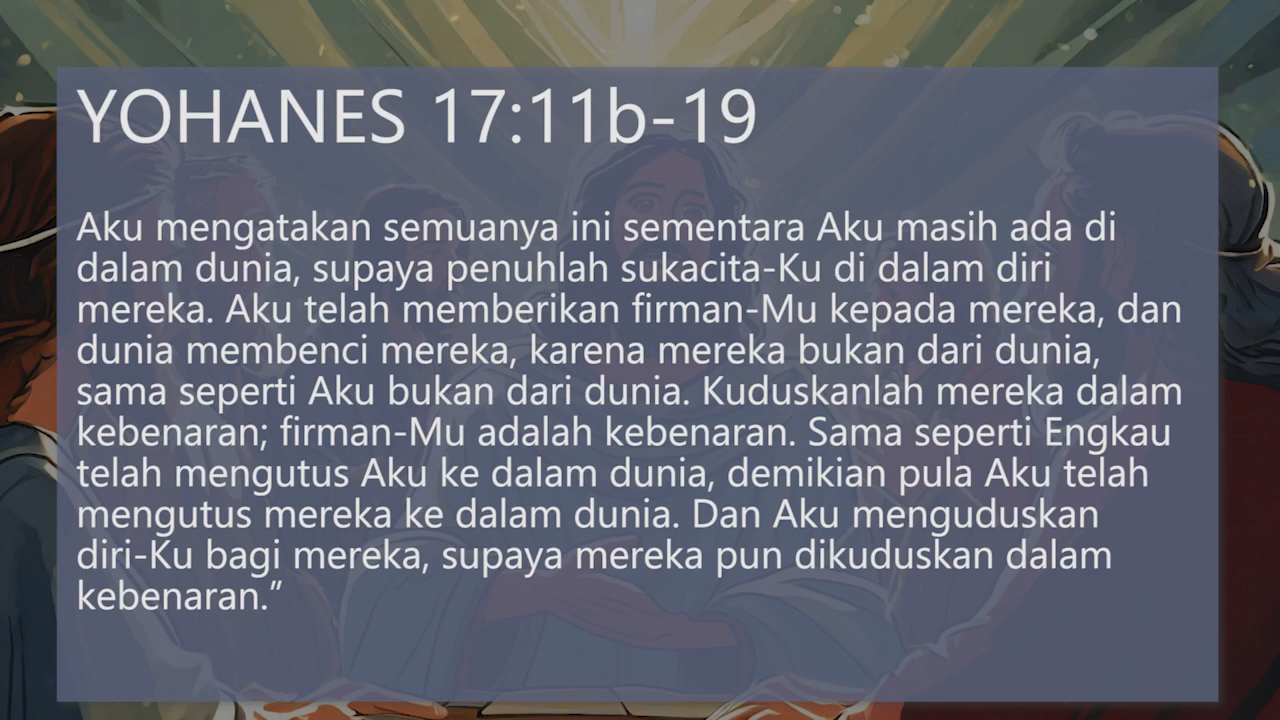 YOHANES 17:11b-19
Aku mengatakan semuanya ini sementara Aku masih ada di
dalam dunia, supaya penuhlah sukacita-Ku di dalam diri
mereka. Aku telah memberikan firman-Mu kepada mereka, dan
dunia membenci mereka, karena mereka bukan dari dunia,
sama seperti Aku bukan dari dunia. Kuduskanlah mereka dalam
kebenaran; firman-Mu adalah kebenaran. Sama seperti Engkau
telah mengutus Aku ke dalam dunia, demikian pula Aku telah
mengutus mereka ke dalam dunia. Dan Aku menguduskan
diri-Ku bagi mereka, supaya mereka pun dikuduskan dalam
kebenaran.”